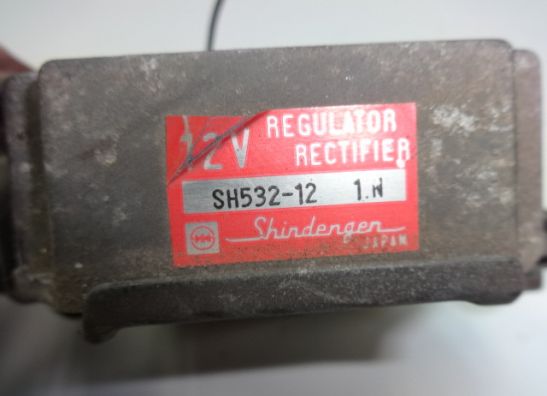 12V REGULATOR
RECTIFIER
SH532-12 1.N
Shindengen
JAPAN